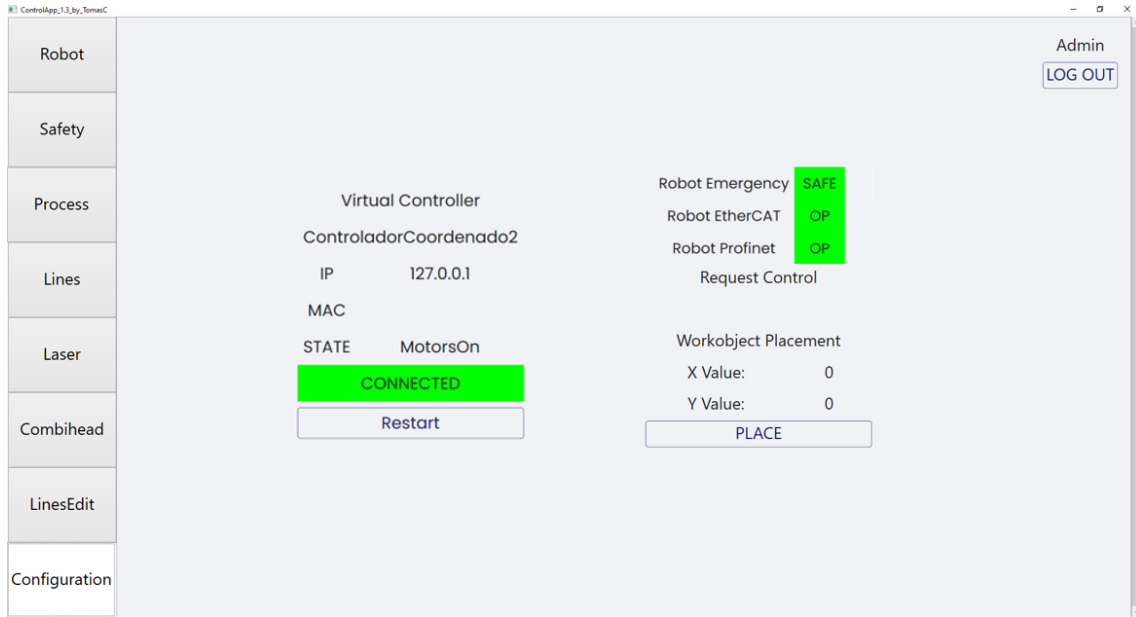 ControlApp_1.3_by_TomasC
Robot
Safety
Process
Lines
Laser
Combihead
LinesEdit
Configuration
Admin
LOG OUT
Virtual Controller
ControladorCoordenado2
IP 127.0.0.1
MAC
STATE MotorsOn
CONNECTED
Restart
Robot Emergency SAFE
Robot EtherCAT OP
Robot Profinet OP
Request Control
Workobject Placement
X Value: 0
Y Value: 0
PLACE